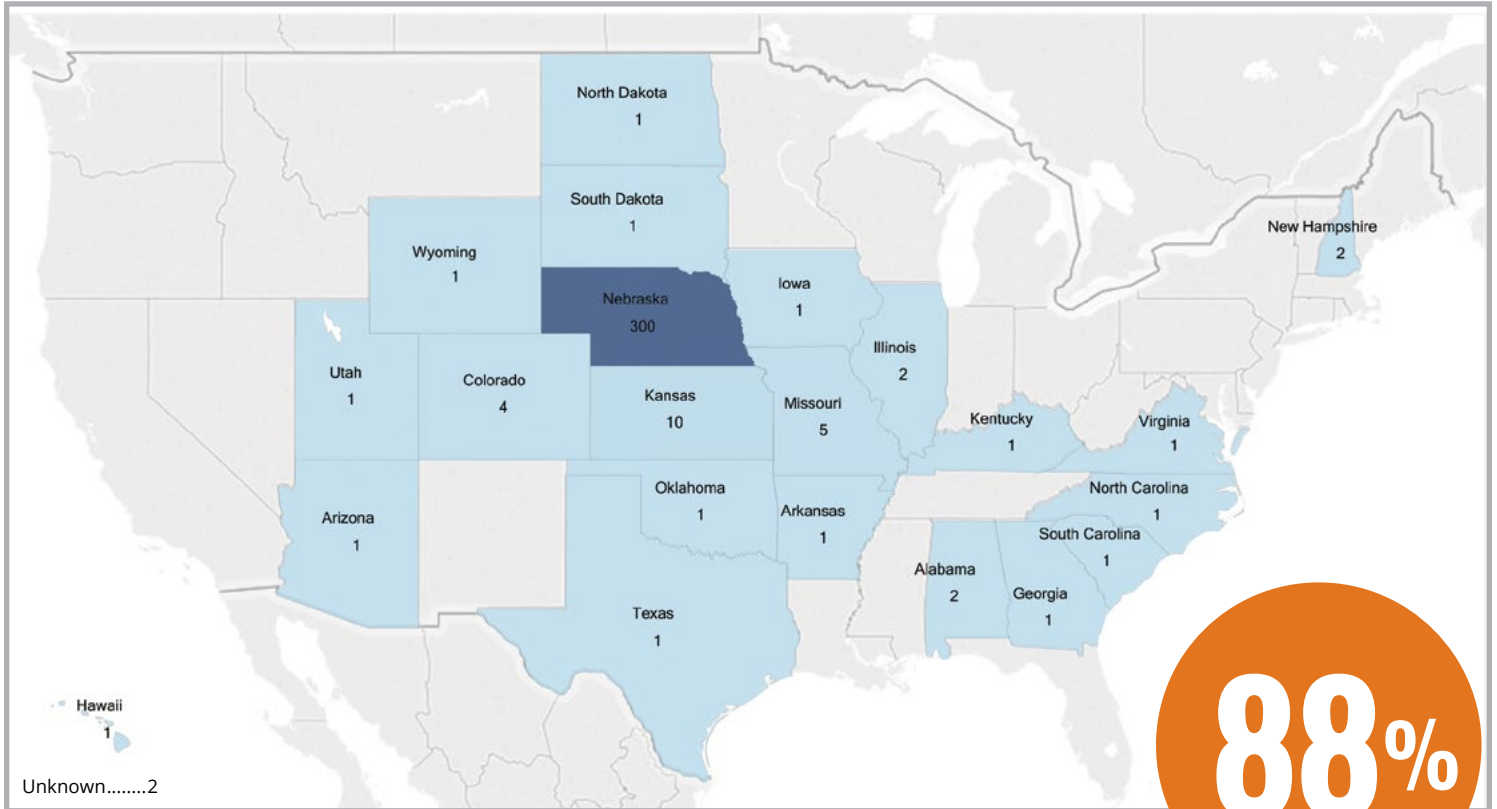 North Dakota
1
South Dakota
1
New Hampshire
2
Wyoming
1
Iowa
1
Nebraska
300
Illinois
2
Utah
1
Colorado
4
Kansas
10
Missouri
5
Kentucky
1
Virginia
1
Oklahoma
1
North Carolina
1
Arizona
1
Arkansas
1
South Carolina
1
Alabama
2
Georgia
1
Texas
1
Hawaii
1
88%
Unknown........2